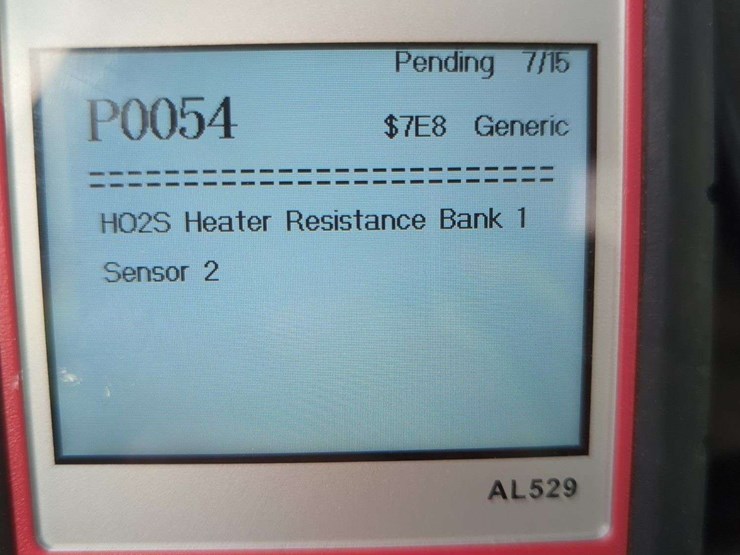 Pending 7/15
P0054
$7E8 Generic
==========================
HO2S Heater Resistance Bank 1
Sensor 2
AL529